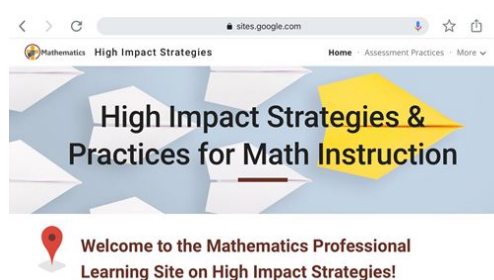 sites.google.com
Mathematics High Impact Strategies Home · Assessment Practices · More
High Impact Strategies &
Practices for Math Instruction
Welcome to the Mathematics Professional
Learning Site on High Impact Strategies!